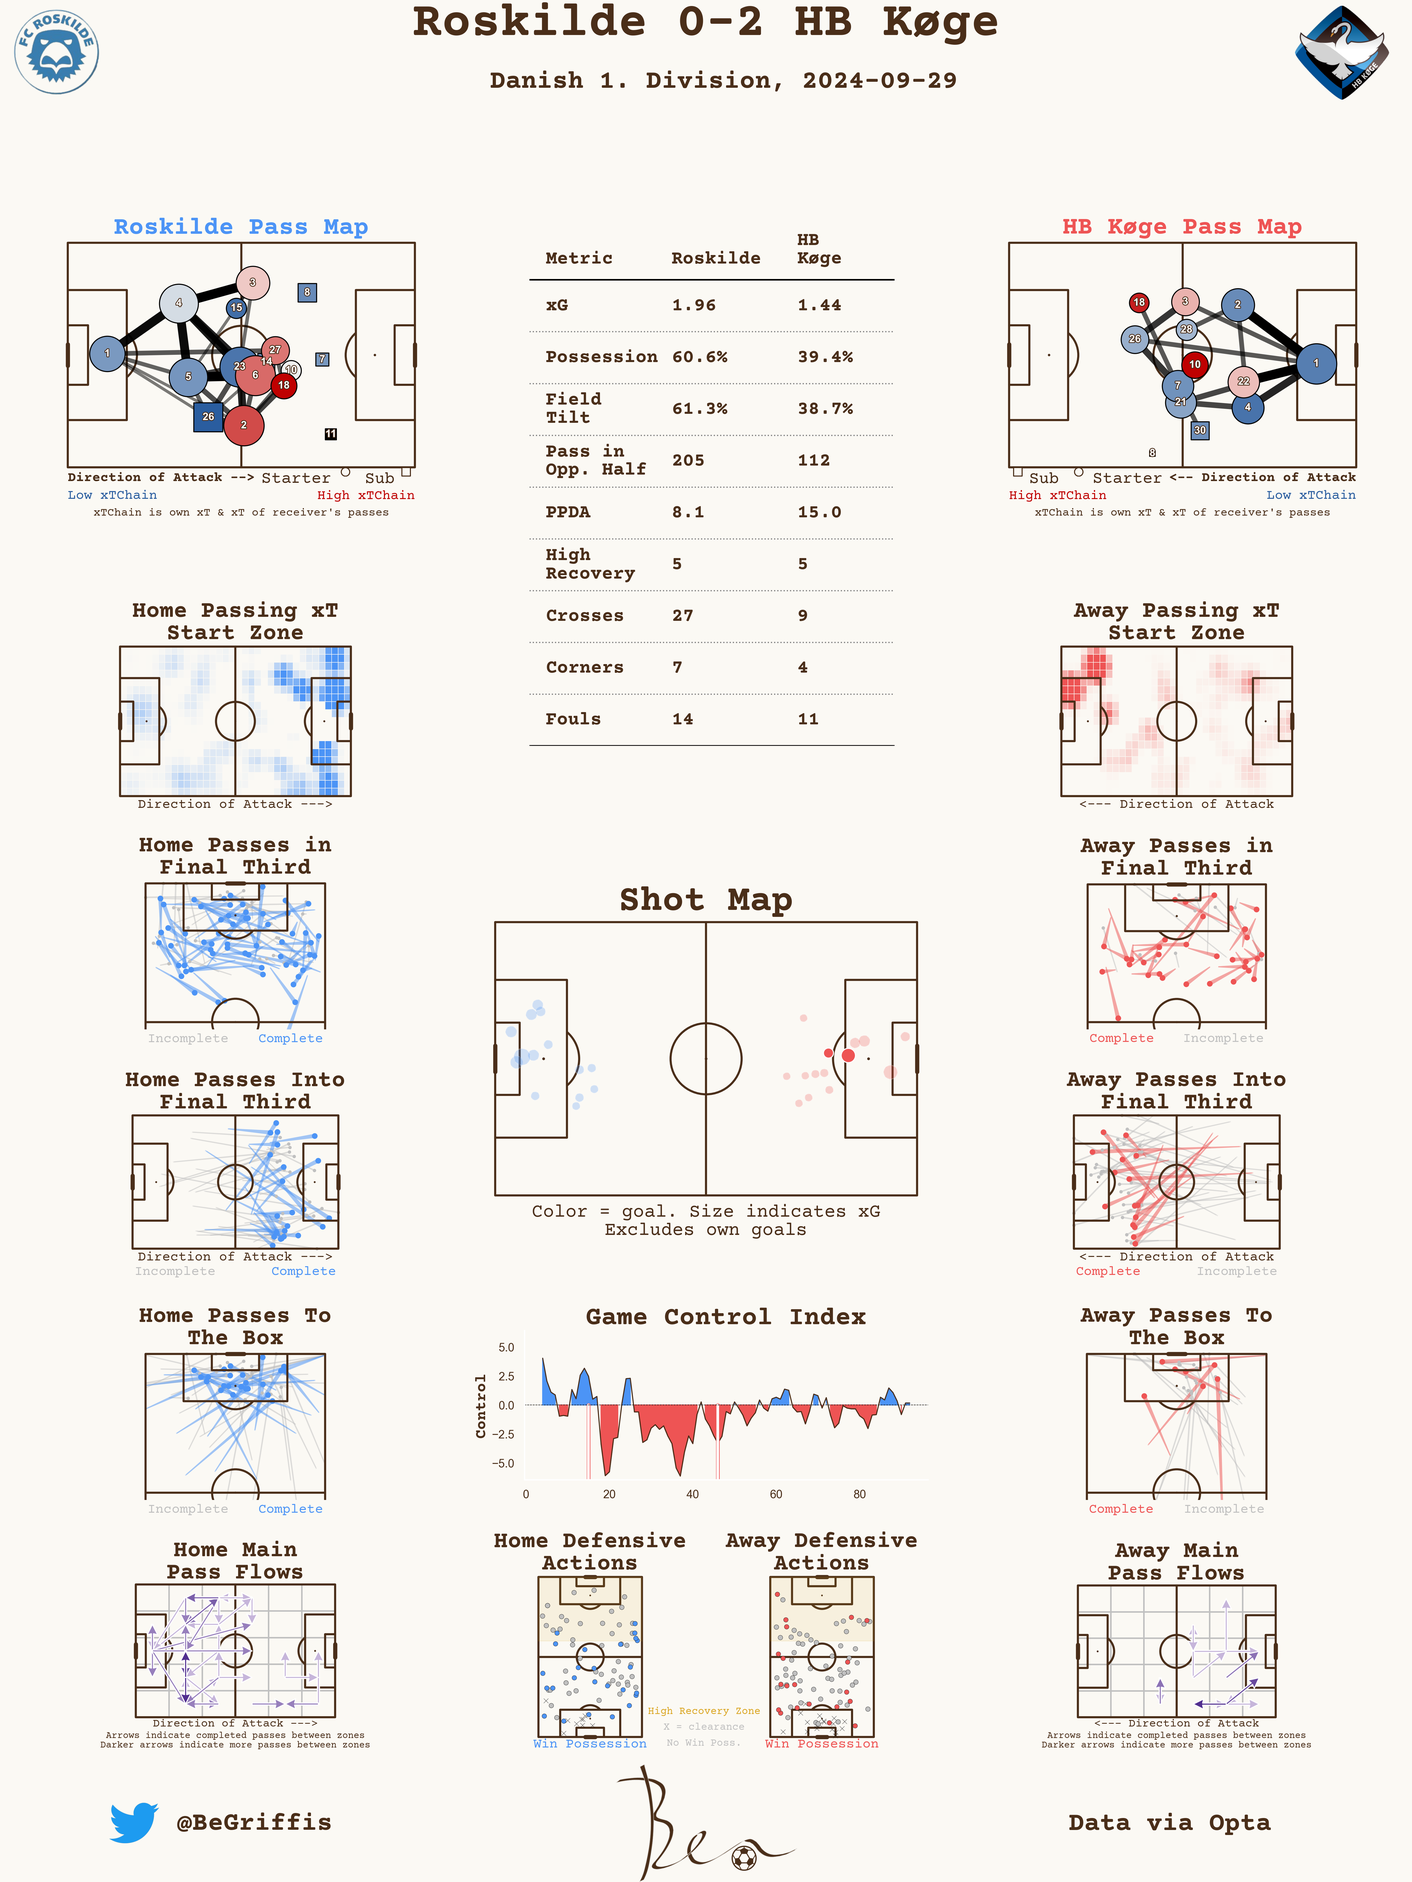 Roskilde 0-2 HB Køge
Danish 1. Division, 2024-09-29
FC ROSKILDE
HB KØGE
Roskilde Pass Map
3
8
4
15
1
27
14
7
23
10
6
5
18
26
2
11
Direction of Attack --> Starter Sub
Low xTChain High xTChain
xTChain is own xT & xT of receiver's passes
Metric Roskilde HB Køge
xG 1.96 1.44
Possession 60.6% 39.4%
Field Tilt 61.3% 38.7%
Pass in Opp. Half 205 112
PPDA 8.1 15.0
High Recovery 5 5
Crosses 27 9
Corners 7 4
Fouls 14 11
HB Køge Pass Map
18
3
2
28
26
10
1
7
22
21
4
30
8
Sub Starter <-- Direction of Attack
High xTChain Low xTChain
xTChain is own xT & xT of receiver's passes
Home Passing xT
Start Zone
Direction of Attack --->
Away Passing xT
Start Zone
<--- Direction of Attack
Home Passes in
Final Third
Incomplete Complete
Away Passes in
Final Third
Complete Incomplete
Shot Map
Color = goal. Size indicates xG
Excludes own goals
Home Passes Into
Final Third
Direction of Attack --->
Incomplete Complete
Away Passes Into
Final Third
<--- Direction of Attack
Complete Incomplete
Home Passes To
The Box
Incomplete Complete
Game Control Index
Control
5.0
2.5
0.0
−2.5
−5.0
0 20 40 60 80
Away Passes To
The Box
Complete Incomplete
Home Main
Pass Flows
Direction of Attack --->
Arrows indicate completed passes between zones
Darker arrows indicate more passes between zones
Home Defensive
Actions
Win Possession
High Recovery Zone
X = clearance
No Win Poss.
Away Defensive
Actions
Win Possession
Away Main
Pass Flows
<--- Direction of Attack
Arrows indicate completed passes between zones
Darker arrows indicate more passes between zones
@BeGriffis
Ben
Data via Opta